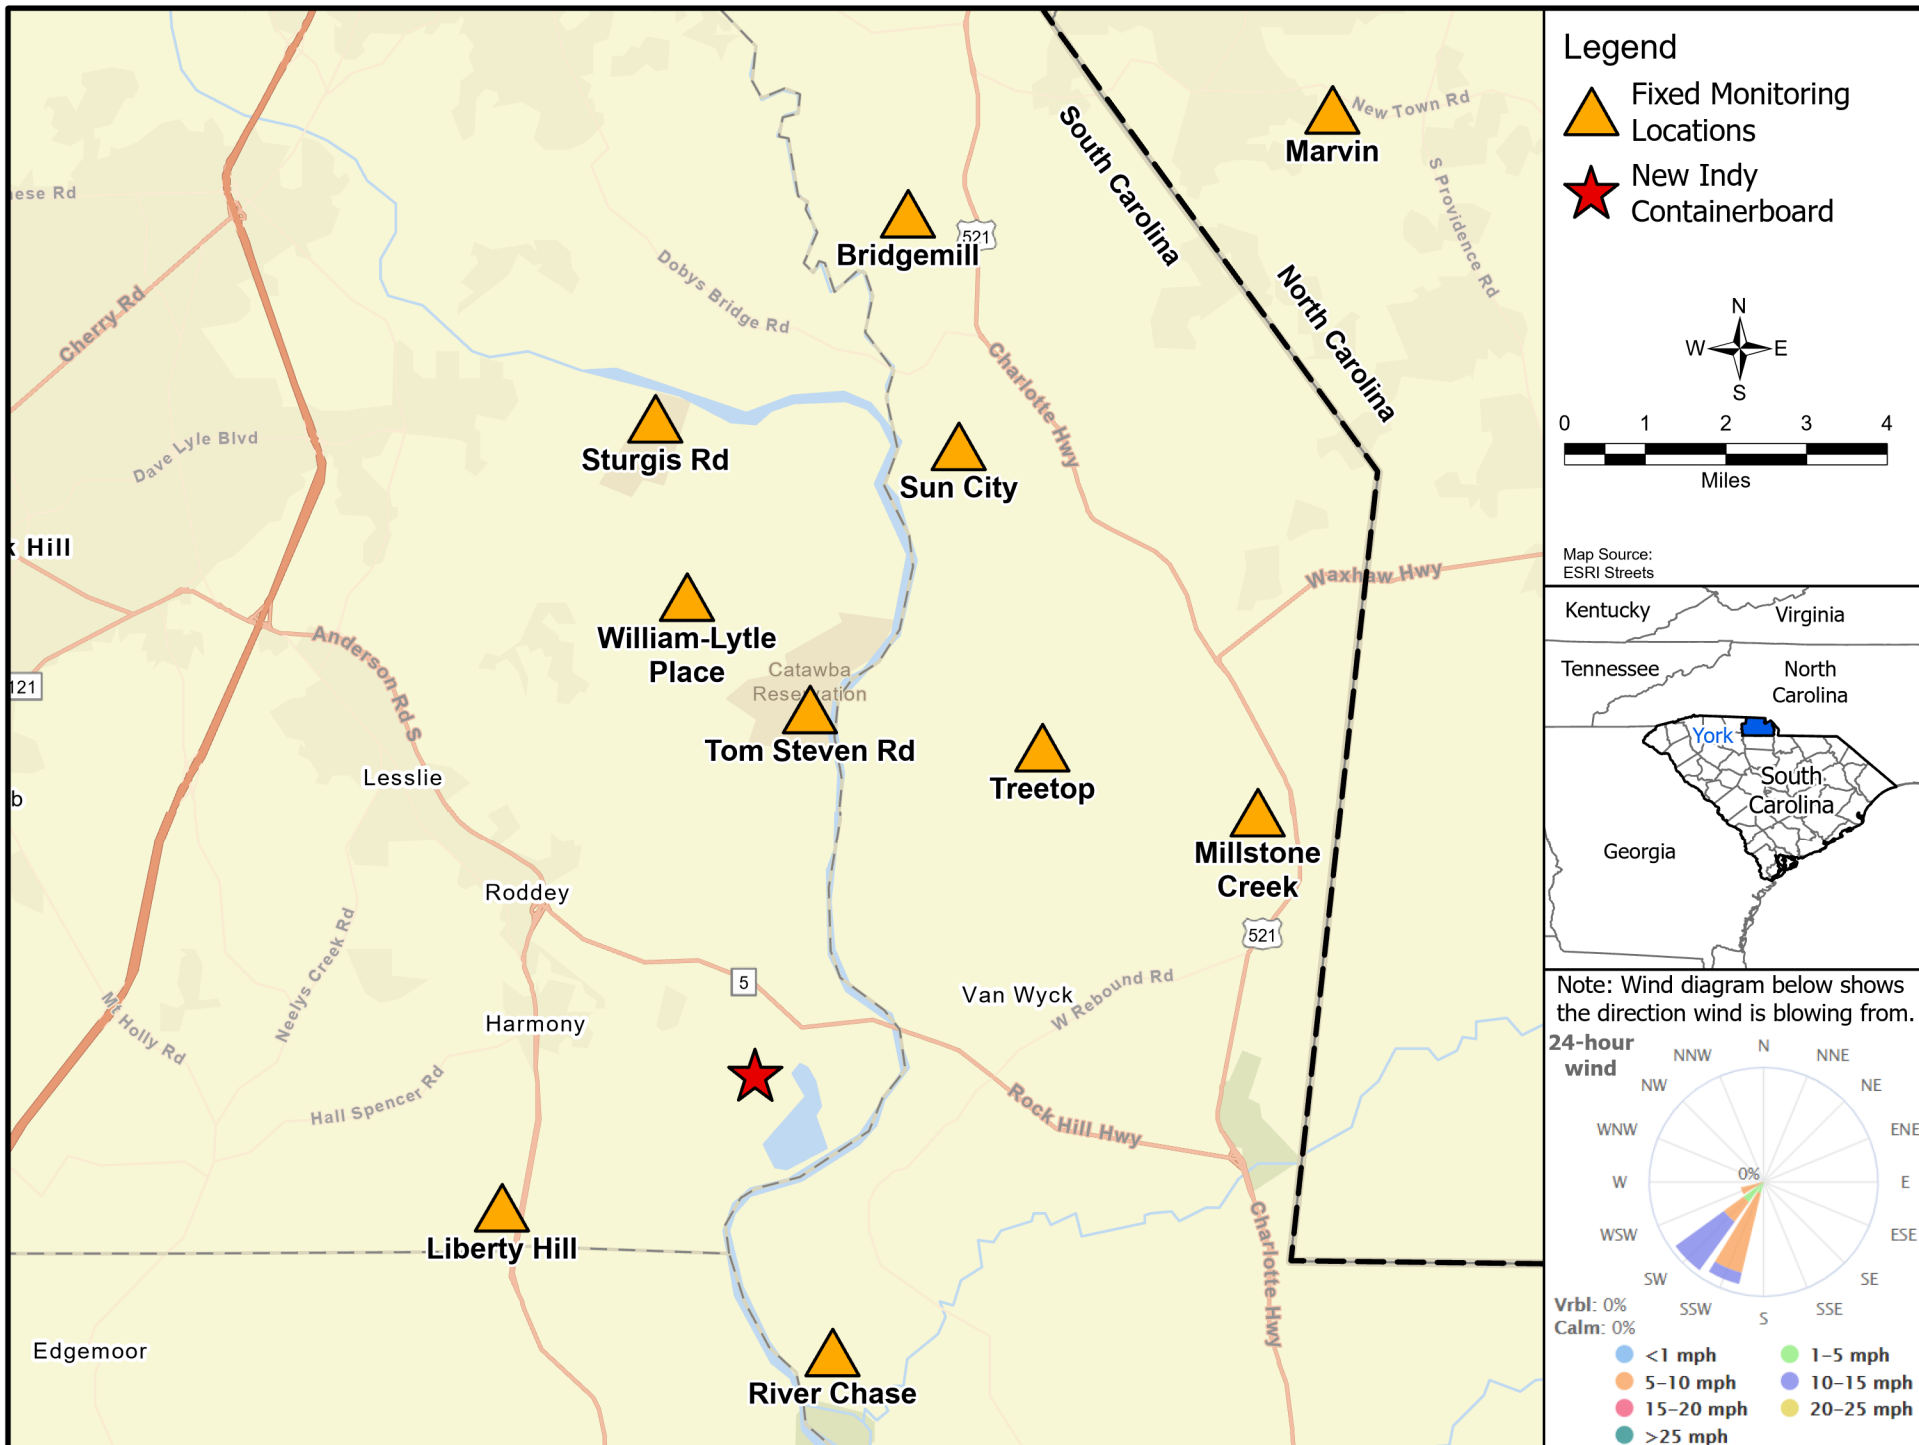 New Town Rd
Marvin
S Providence Rd
South Carolina
North Carolina
Bridgemill
521
Dobys Bridge Rd
Cherry Rd
Charlotte Hwy
Dave Lyle Blvd
Sturgis Rd
Sun City
Hill
Waxhaw Hwy
William-Lytle
Place
Anderson Rd S
Catawba
Reservation
121
Tom Steven Rd
Treetop
Lesslie
b
Millstone
Creek
Roddey
521
5
Neelys Creek Rd
Van Wyck
W Rebound Rd
Mt Holly Rd
Harmony
Hall Spencer Rd
Rock Hill Hwy
Liberty Hill
Charlotte Hwy
Edgemoor
River Chase
Legend
Fixed Monitoring
Locations
New Indy
Containerboard
N
W
E
S
0 1 2 3 4
Miles
Map Source:
ESRI Streets
Kentucky
Virginia
Tennessee
North
Carolina
York
South
Carolina
Georgia
Note: Wind diagram below shows
the direction wind is blowing from.
24-hour
wind
N
NNW
NNE
NW
NE
WNW
ENE
0%
W
E
WSW
ESE
SW
SE
SSW
SSE
S
Vrbl: 0%
Calm: 0%
<1 mph
1–5 mph
5–10 mph
10–15 mph
15–20 mph
20–25 mph
>25 mph